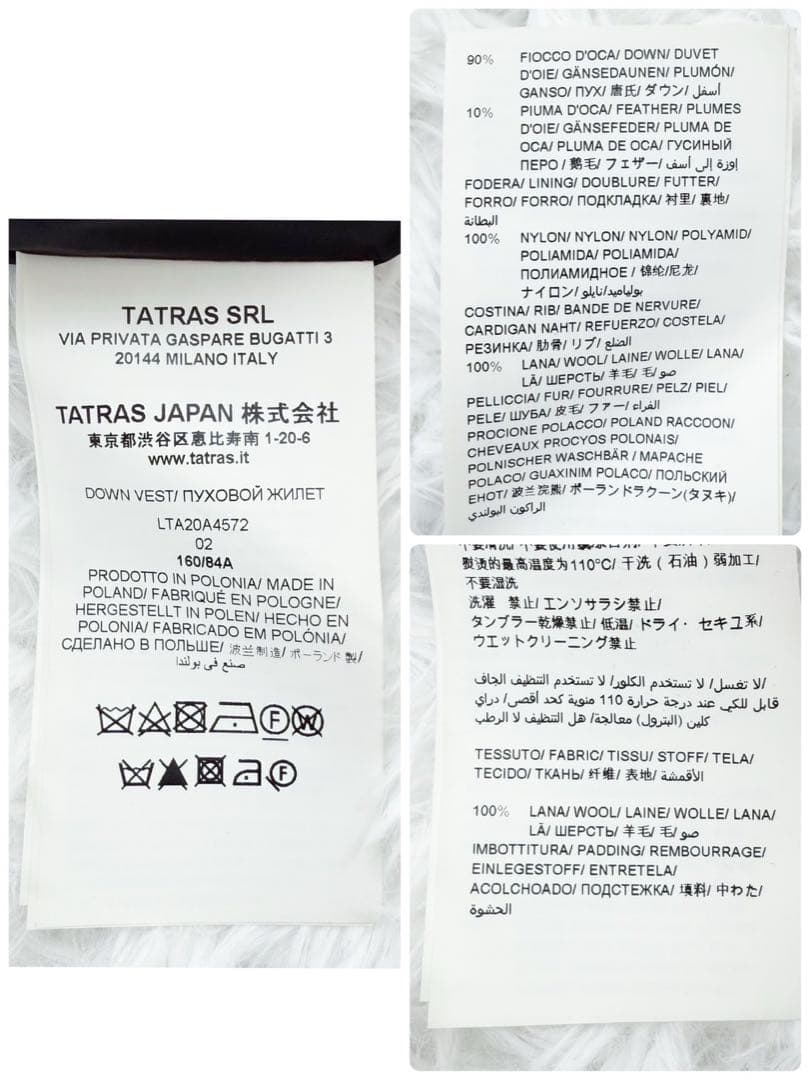 TATRAS SRL
VIA PRIVATA GASPARE BUGATTI 3
20144 MILANO ITALY
TATRAS JAPAN 株式会社
東京都渋谷区恵比寿南 1-20-6
www.tatras.it
DOWN VEST/ ПУХОВОЙ ЖИЛЕТ
LTA20A4572
02
160/84A
PRODOTTO IN POLONIA/ MADE IN
POLAND/ FABRIQUÉ EN POLOGNE/
HERGESTELLT IN POLEN/ HECHO EN
POLONIA/ FABRICADO EM POLÓNIA/
СДЕЛАНО В ПОЛЬШЕ/ 波兰制造/ ポーランド製/
صنع في بولندا
F W
F
90% FIOCCO D'OCA/ DOWN/ DUVET
D'OIE/ GÄNSEDAUNEN/ PLUMÓN/
GANSO/ ПУХ/ 唐氏/ ダウン/ أسفل
10% PIUMA D'OCA/ FEATHER/ PLUMES
D'OIE/ GÄNSEFEDER/ PLUMA DE
OCA/ PLUMA DE OCA/ ГУСИНЫЙ
ПЕРО / 鹅毛/ フェザー/ إوزة إلى أسف
FODERA/ LINING/ DOUBLURE/ FUTTER/
FORRO/ FORRO/ ПОДКЛАДКА/ 衬里/ 裏地/
البطانة
100% NYLON/ NYLON/ NYLON/ POLYAMID/
POLIAMIDA/ POLIAMIDA/
ПОЛИАМИДНОЕ / 锦纶/尼龙/
ナイロン/ بولياميد/نايلو
COSTINA/ RIB/ BANDE DE NERVURE/
CARDIGAN NAHT/ REFUERZO/ COSTELA/
РЕЗИНКА/ 肋骨/ リブ/ الضلع
100% LANA/ WOOL/ LAINE/ WOLLE/ LANA/
LÃ/ ШЕРСТЬ/ 羊毛/ 毛/ صو
PELLICCIA/ FUR/ FOURRURE/ PELZ/ PIEL/
PELE/ ШУБА/ 皮毛/ ファー/ الفراء
PROCIONE POLACCO/ POLAND RACCOON/
CHEVEAUX PROCYOS POLONAIS/
POLNISCHER WASCHBÄR / MAPACHE
POLACO/ GUAXINIM POLACO/ ПОЛЬСКИЙ
ЕНОТ/ 波兰浣熊/ ポーランドラクーン(タヌキ)/
الراكون البولندي
熨烫的最高温度为110°C/ 干洗 ( 石油 ) 弱加工/
不要湿洗
洗濯 禁止/ エンソサラシ禁止/
タンブラー乾燥禁止/ 低温/ ドライ・ セキユ系/
ウエットクリーニング禁止
/لا تغسل/ لا تستخدم الكلور/ لا تستخدم التنظيف الجاف
قابل للكي عند درجة حرارة 110 مئوية كحد أقصى/ دراي
كلين (البترول) معالجة/ هل التنظيف لا الرطب
TESSUTO/ FABRIC/ TISSU/ STOFF/ TELA/
TECIDO/ ТКАНЬ/ 纤维/ 表地/ الأقمشة
100% LANA/ WOOL/ LAINE/ WOLLE/ LANA/
LÃ/ ШЕРСТЬ/ 羊毛/ 毛/ صو
IMBOTTITURA/ PADDING/ REMBOURRAGE/
EINLEGESTOFF/ ENTRETELA/
ACOLCHOADO/ ПОДСТЕЖКА/ 填料/ 中わた/
الحشوة